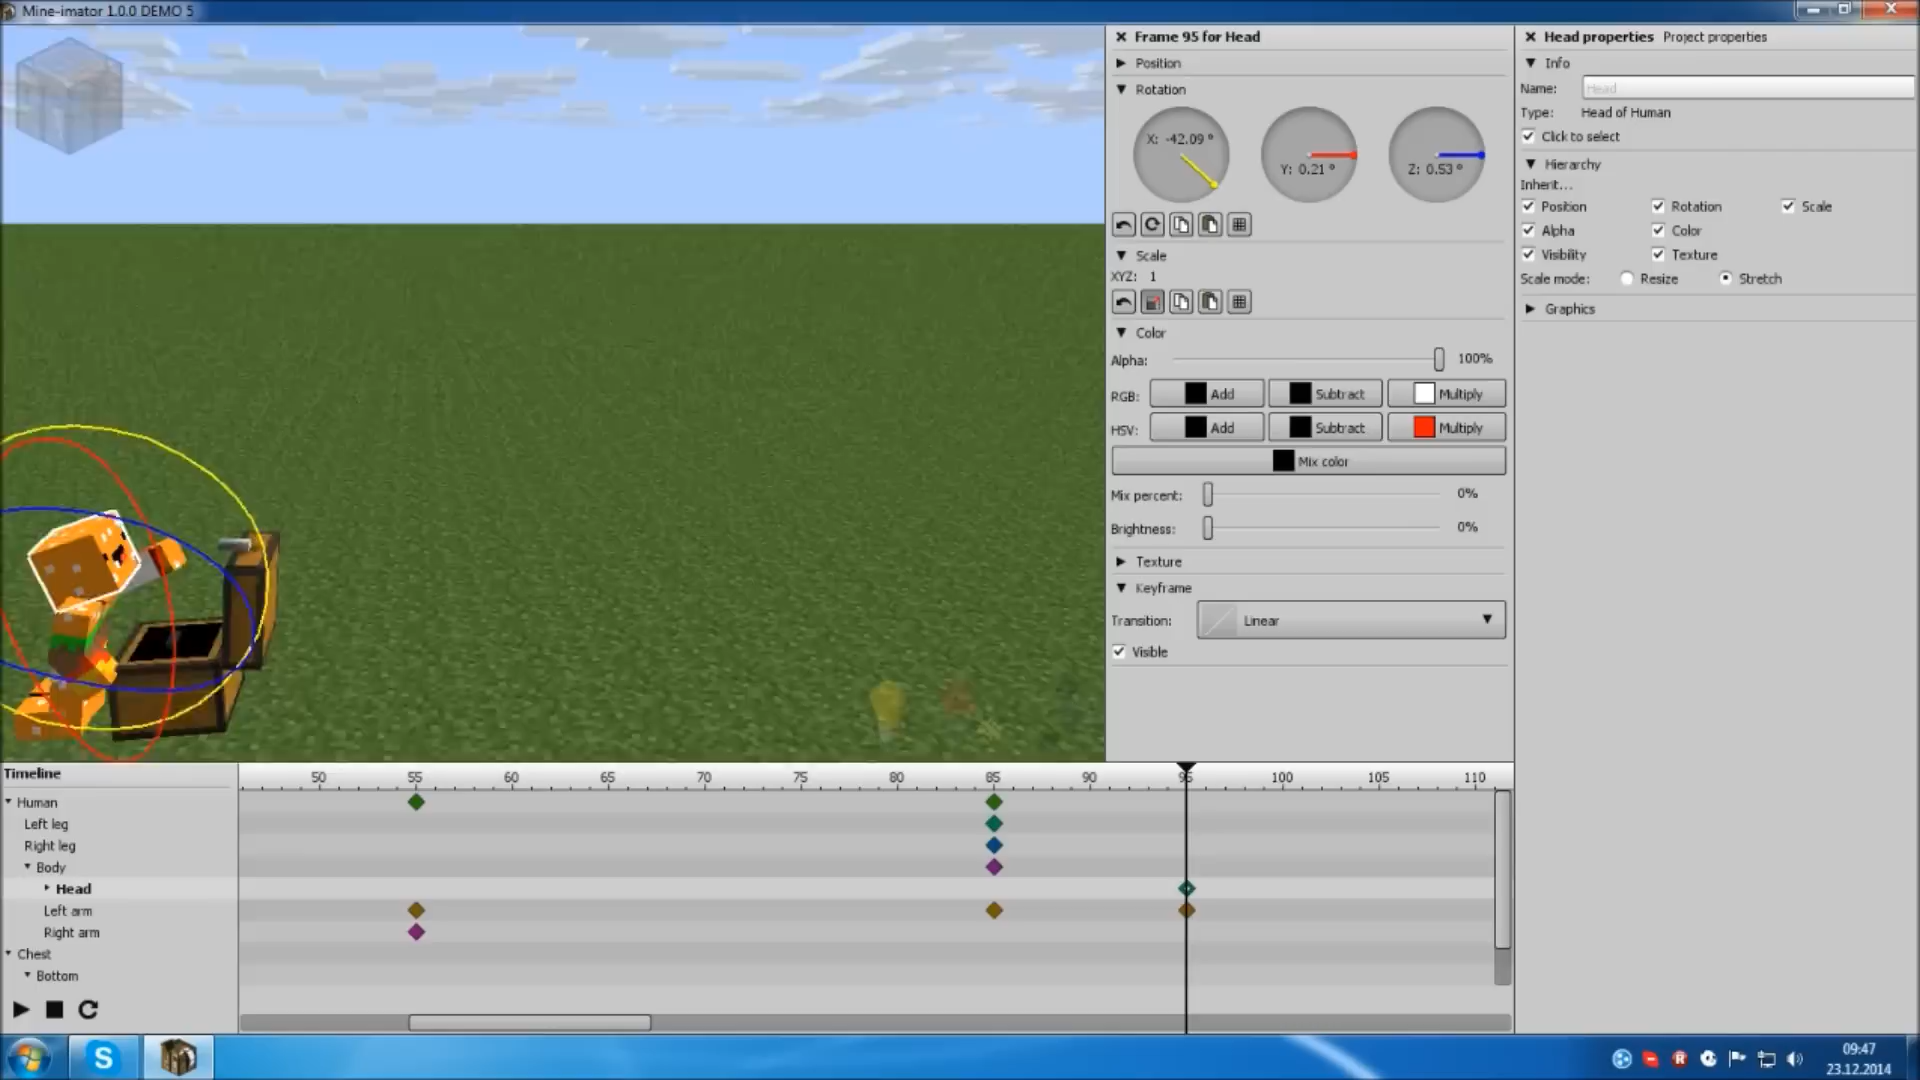 Mine-imator 1.0.0 DEMO 5
Frame 95 for Head
Position
Rotation
X: -42.09 °
Y: 0.21 °
Z: 0.53 °
Scale
XYZ: 1
Color
Alpha: 100%
RGB: Add Subtract Multiply
HSV: Add Subtract Multiply
Mix color
Mix percent: 0%
Brightness: 0%
Texture
Keyframe
Transition: Linear
Visible
Head properties Project properties
Info
Name: Head
Type: Head of Human
Click to select
Hierarchy
Inherit...
Position Rotation Scale
Alpha Color
Visibility Texture
Scale mode: Resize Stretch
Graphics
Timeline
50 55 60 65 70 75 80 85 90 95 100 105 110
Human
Left leg
Right leg
Body
Head
Left arm
Right arm
Chest
Bottom
09:47
23.12.2014